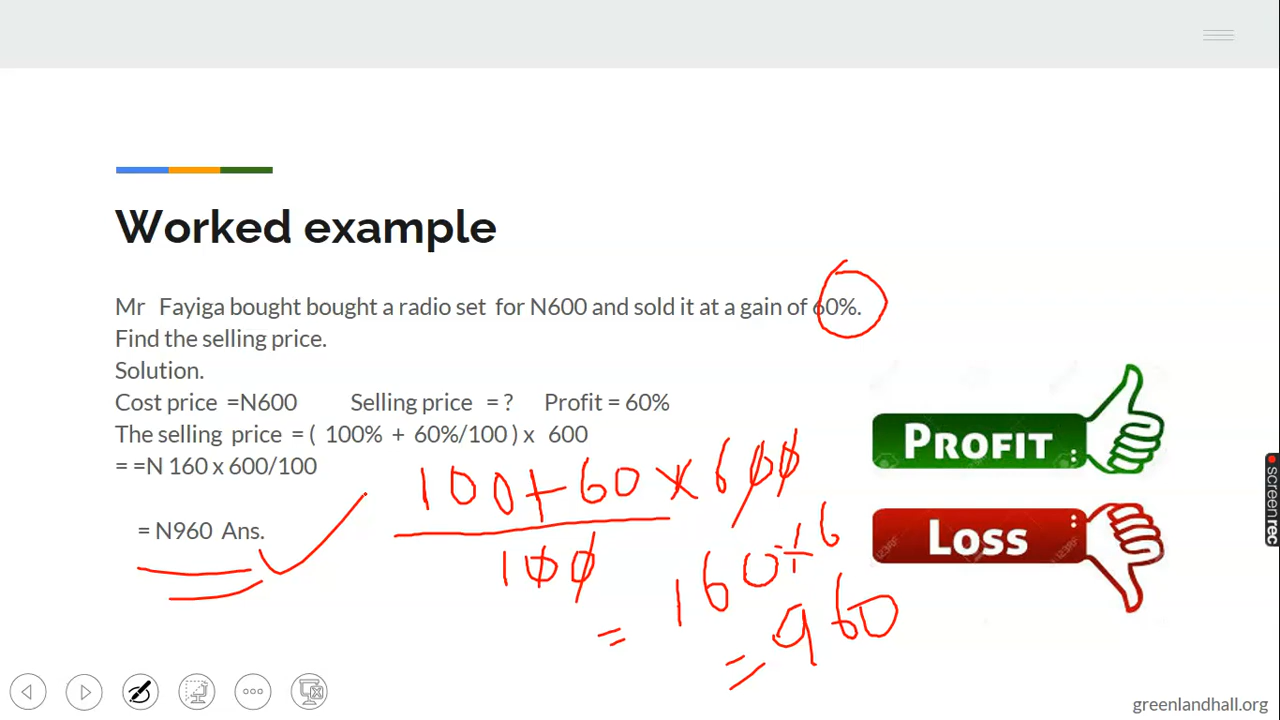 Worked example
Mr Fayiga bought bought a radio set for N600 and sold it at a gain of 60%.
Find the selling price.
Solution.
Cost price =N600 Selling price = ? Profit = 60%
The selling price = ( 100% + 60%/100 ) x 600
= =N 160 x 600/100
= N960 Ans.
100+60 x 600
100
= 160 ÷ 6
= 960
PROFIT
LOSS
123RF
screenrec
greenlandhall.org